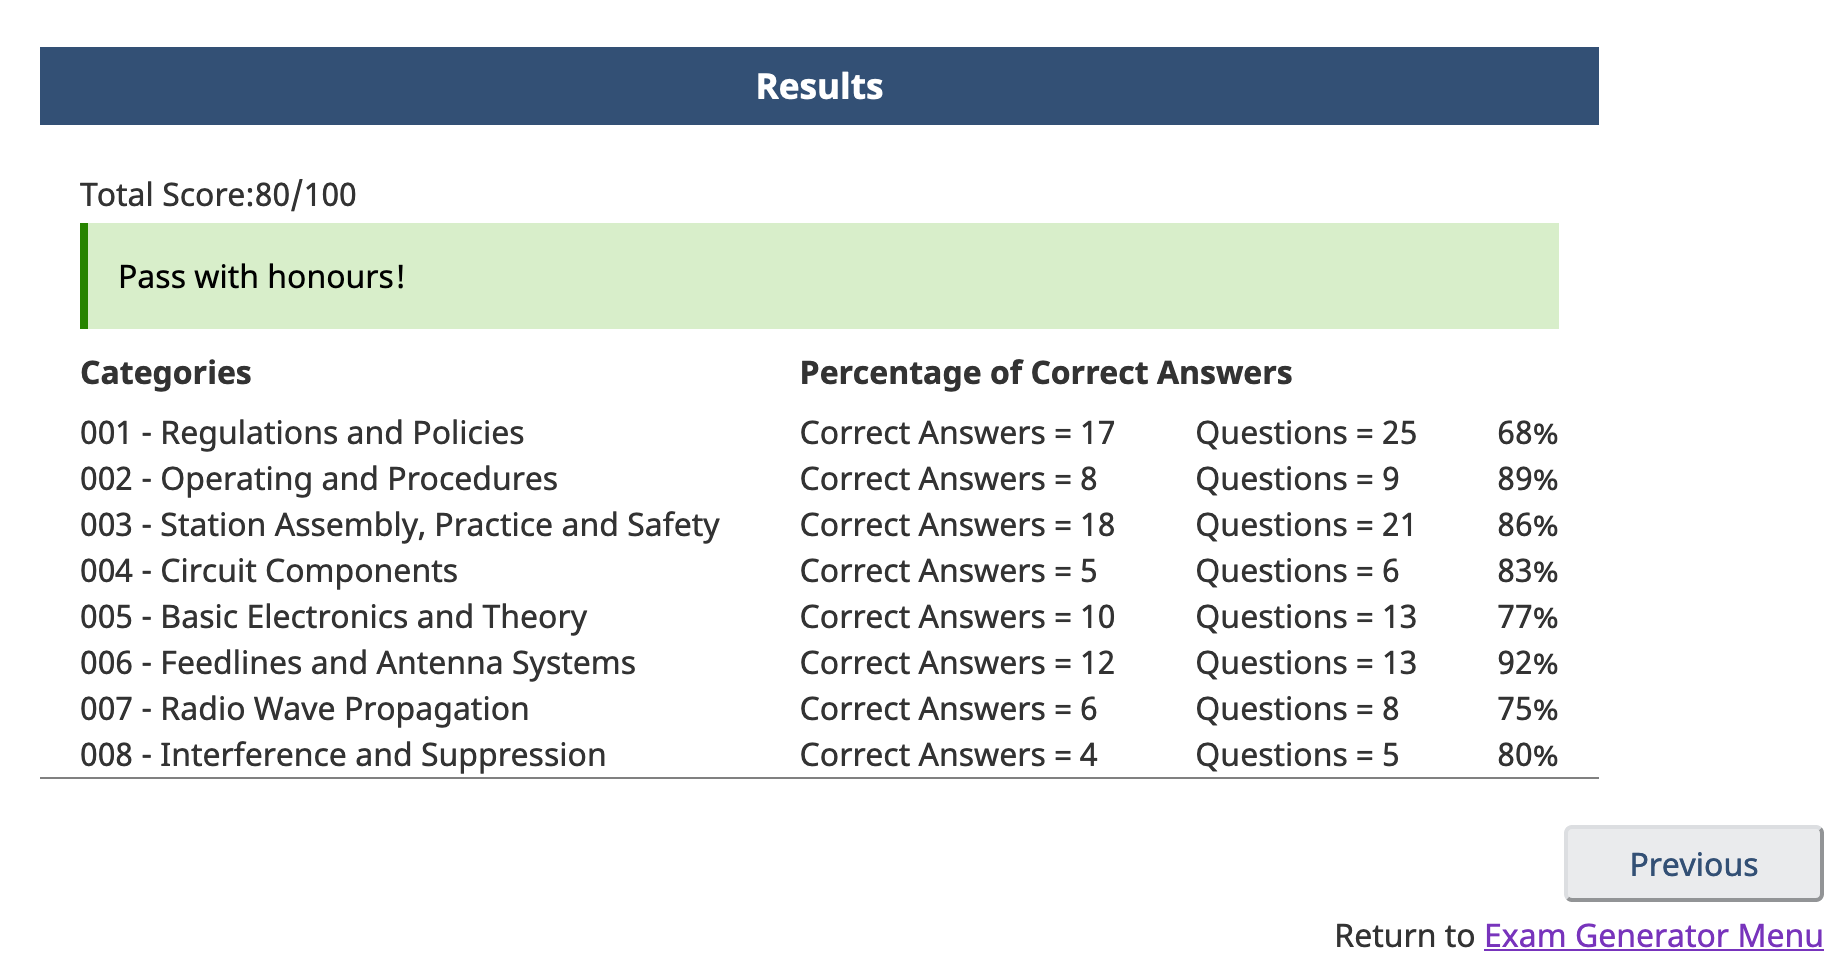 Results
Total Score:80/100
Pass with honours!
Categories Percentage of Correct Answers
001 - Regulations and Policies Correct Answers = 17 Questions = 25 68%
002 - Operating and Procedures Correct Answers = 8 Questions = 9 89%
003 - Station Assembly, Practice and Safety Correct Answers = 18 Questions = 21 86%
004 - Circuit Components Correct Answers = 5 Questions = 6 83%
005 - Basic Electronics and Theory Correct Answers = 10 Questions = 13 77%
006 - Feedlines and Antenna Systems Correct Answers = 12 Questions = 13 92%
007 - Radio Wave Propagation Correct Answers = 6 Questions = 8 75%
008 - Interference and Suppression Correct Answers = 4 Questions = 5 80%
Previous
Return to Exam Generator Menu